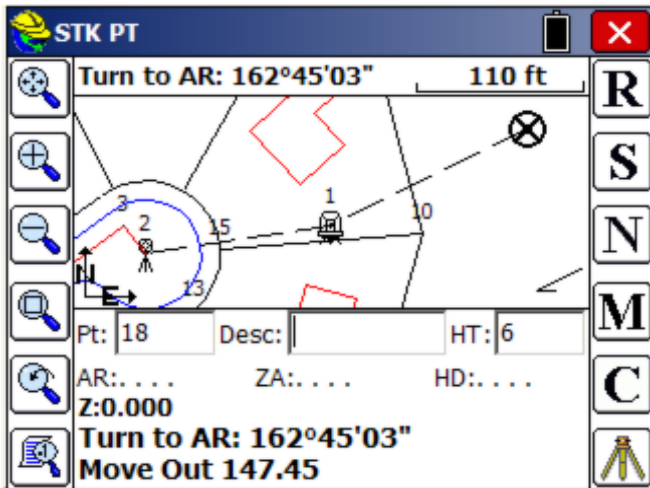 STK PT
Turn to AR: 162°45'03" 110 ft
R
S
N
M
C
3
2
15
1
10
13
N
E
Pt: 18 Desc: HT: 6
AR:. . . . ZA:. . . . HD:. . . .
Z:0.000
Turn to AR: 162°45'03"
Move Out 147.45